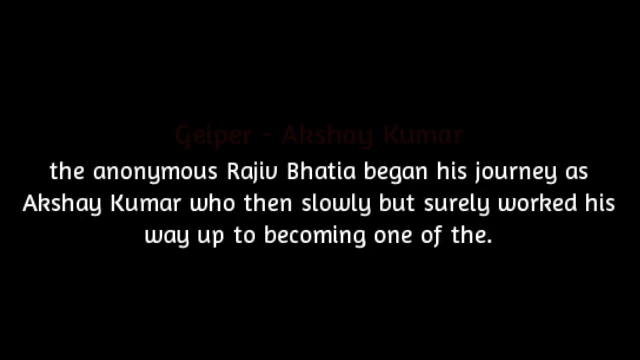 Gelper - Akshay Kumar
the anonymous Rajiv Bhatia began his journey as
Akshay Kumar who then slowly but surely worked his
way up to becoming one of the.